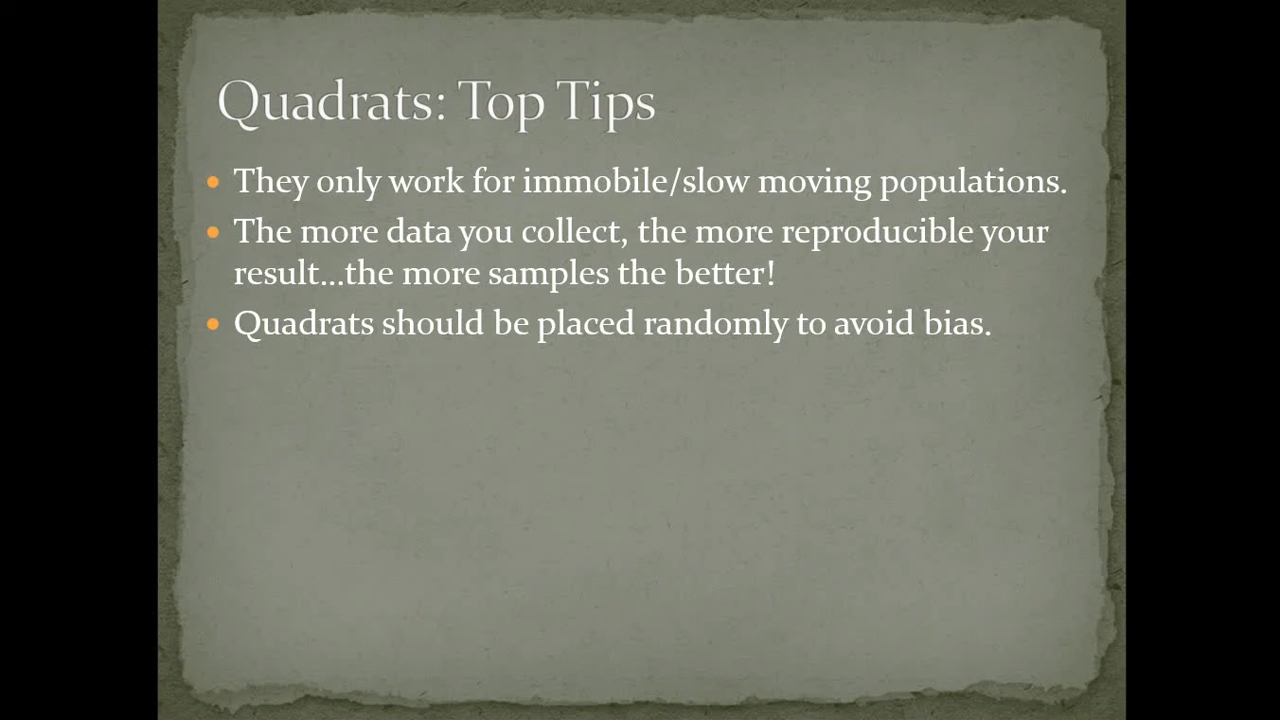 Quadrats: Top Tips
• They only work for immobile/slow moving populations.
• The more data you collect, the more reproducible your
result...the more samples the better!
• Quadrats should be placed randomly to avoid bias.